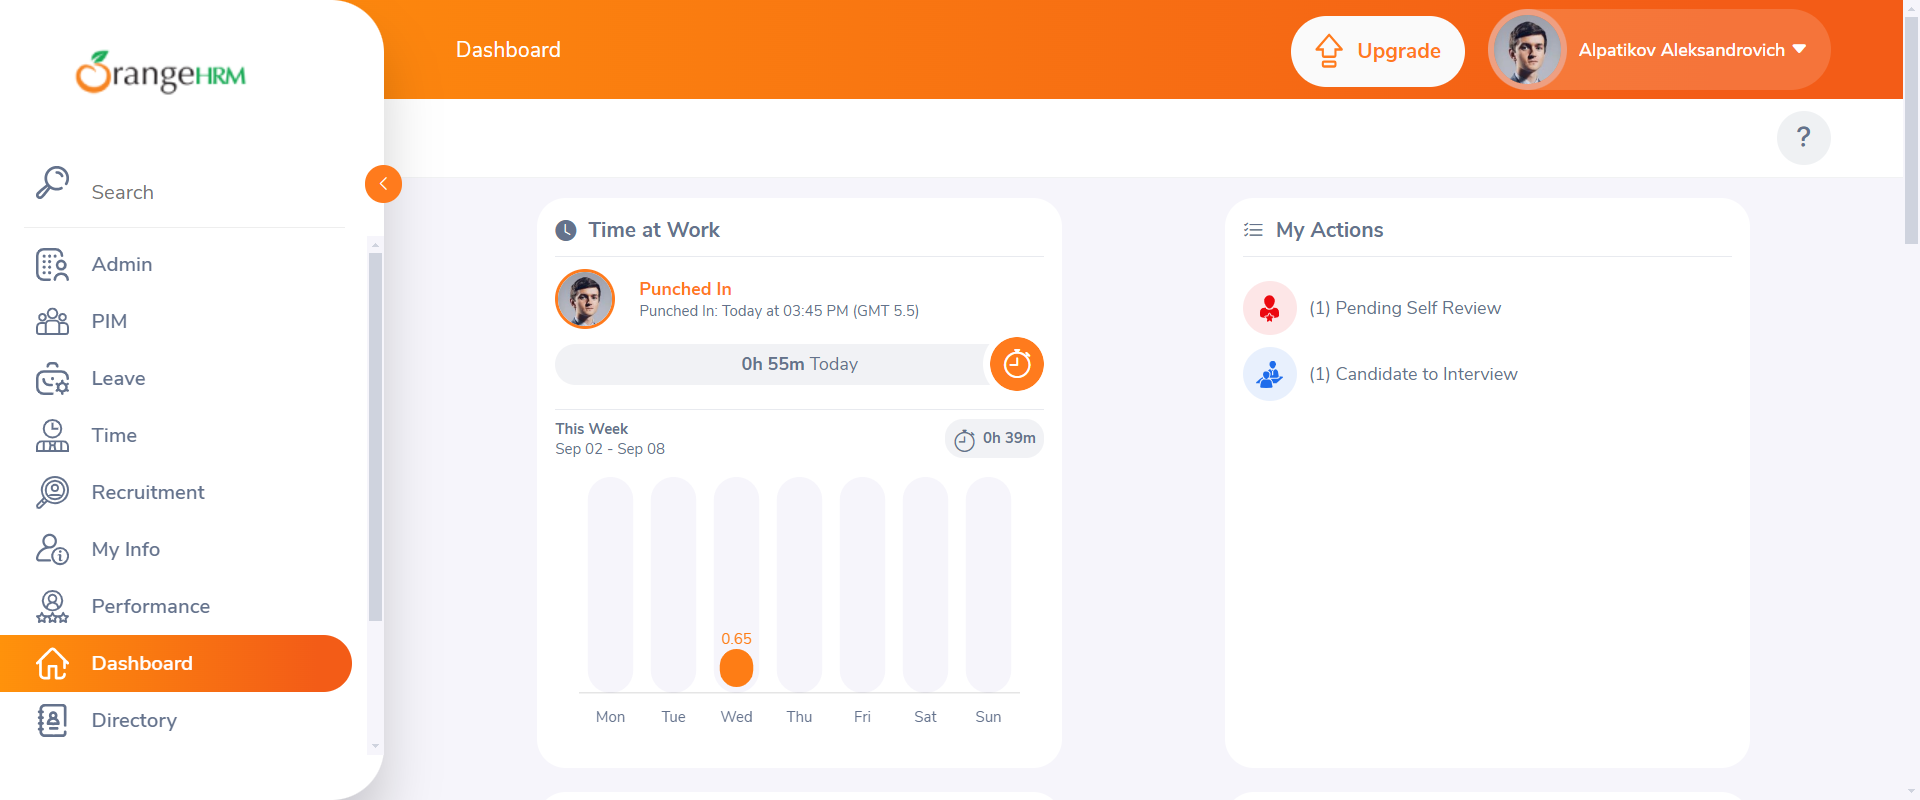 OrangeHRM
Dashboard
Upgrade
Alpatikov Aleksandrovich
?
Search
Admin
PIM
Leave
Time
Recruitment
My Info
Performance
Dashboard
Directory
Time at Work
Punched In
Punched In: Today at 03:45 PM (GMT 5.5)
0h 55m Today
This Week
Sep 02 - Sep 08
0h 39m
0.65
Mon Tue Wed Thu Fri Sat Sun
My Actions
(1) Pending Self Review
(1) Candidate to Interview